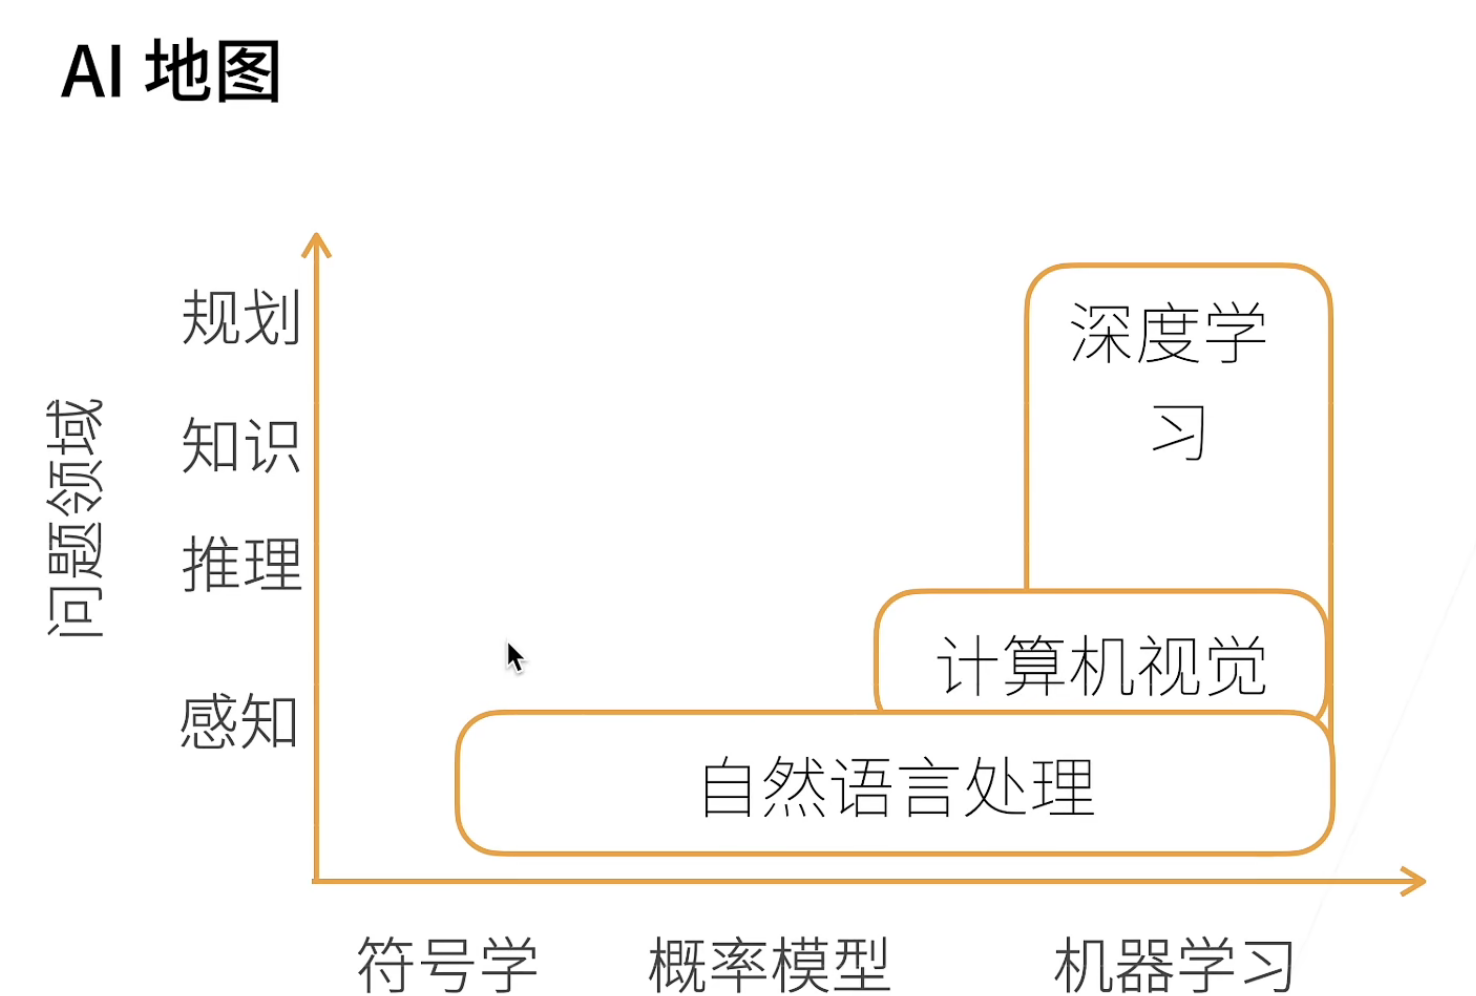 AI 地图
问题领域
规划
知识
推理
感知
深度学
习
计算机视觉
自然语言处理
符号学
概率模型
机器学习